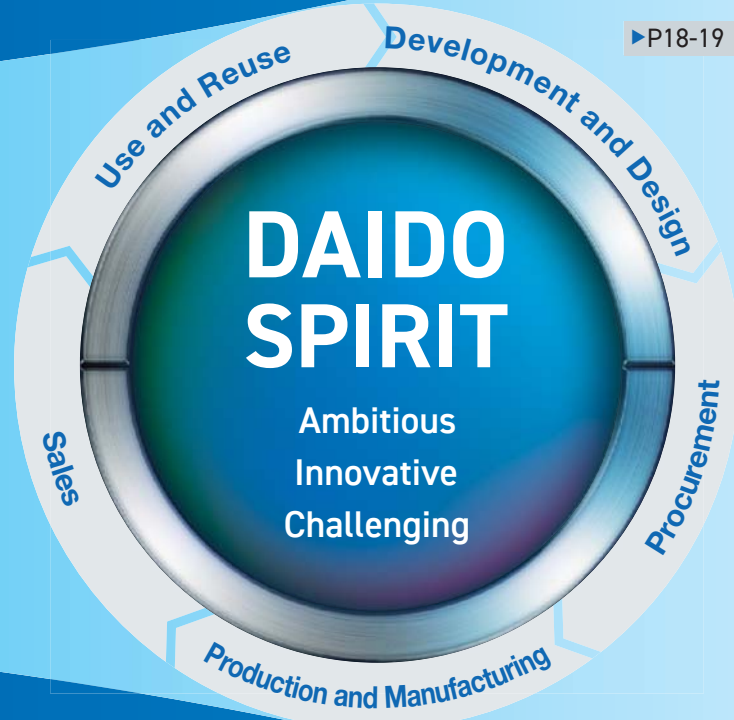 ▶P18-19
Development and Design
Procurement
Production and Manufacturing
Sales
Use and Reuse
DAIDO
SPIRIT
Ambitious
Innovative
Challenging